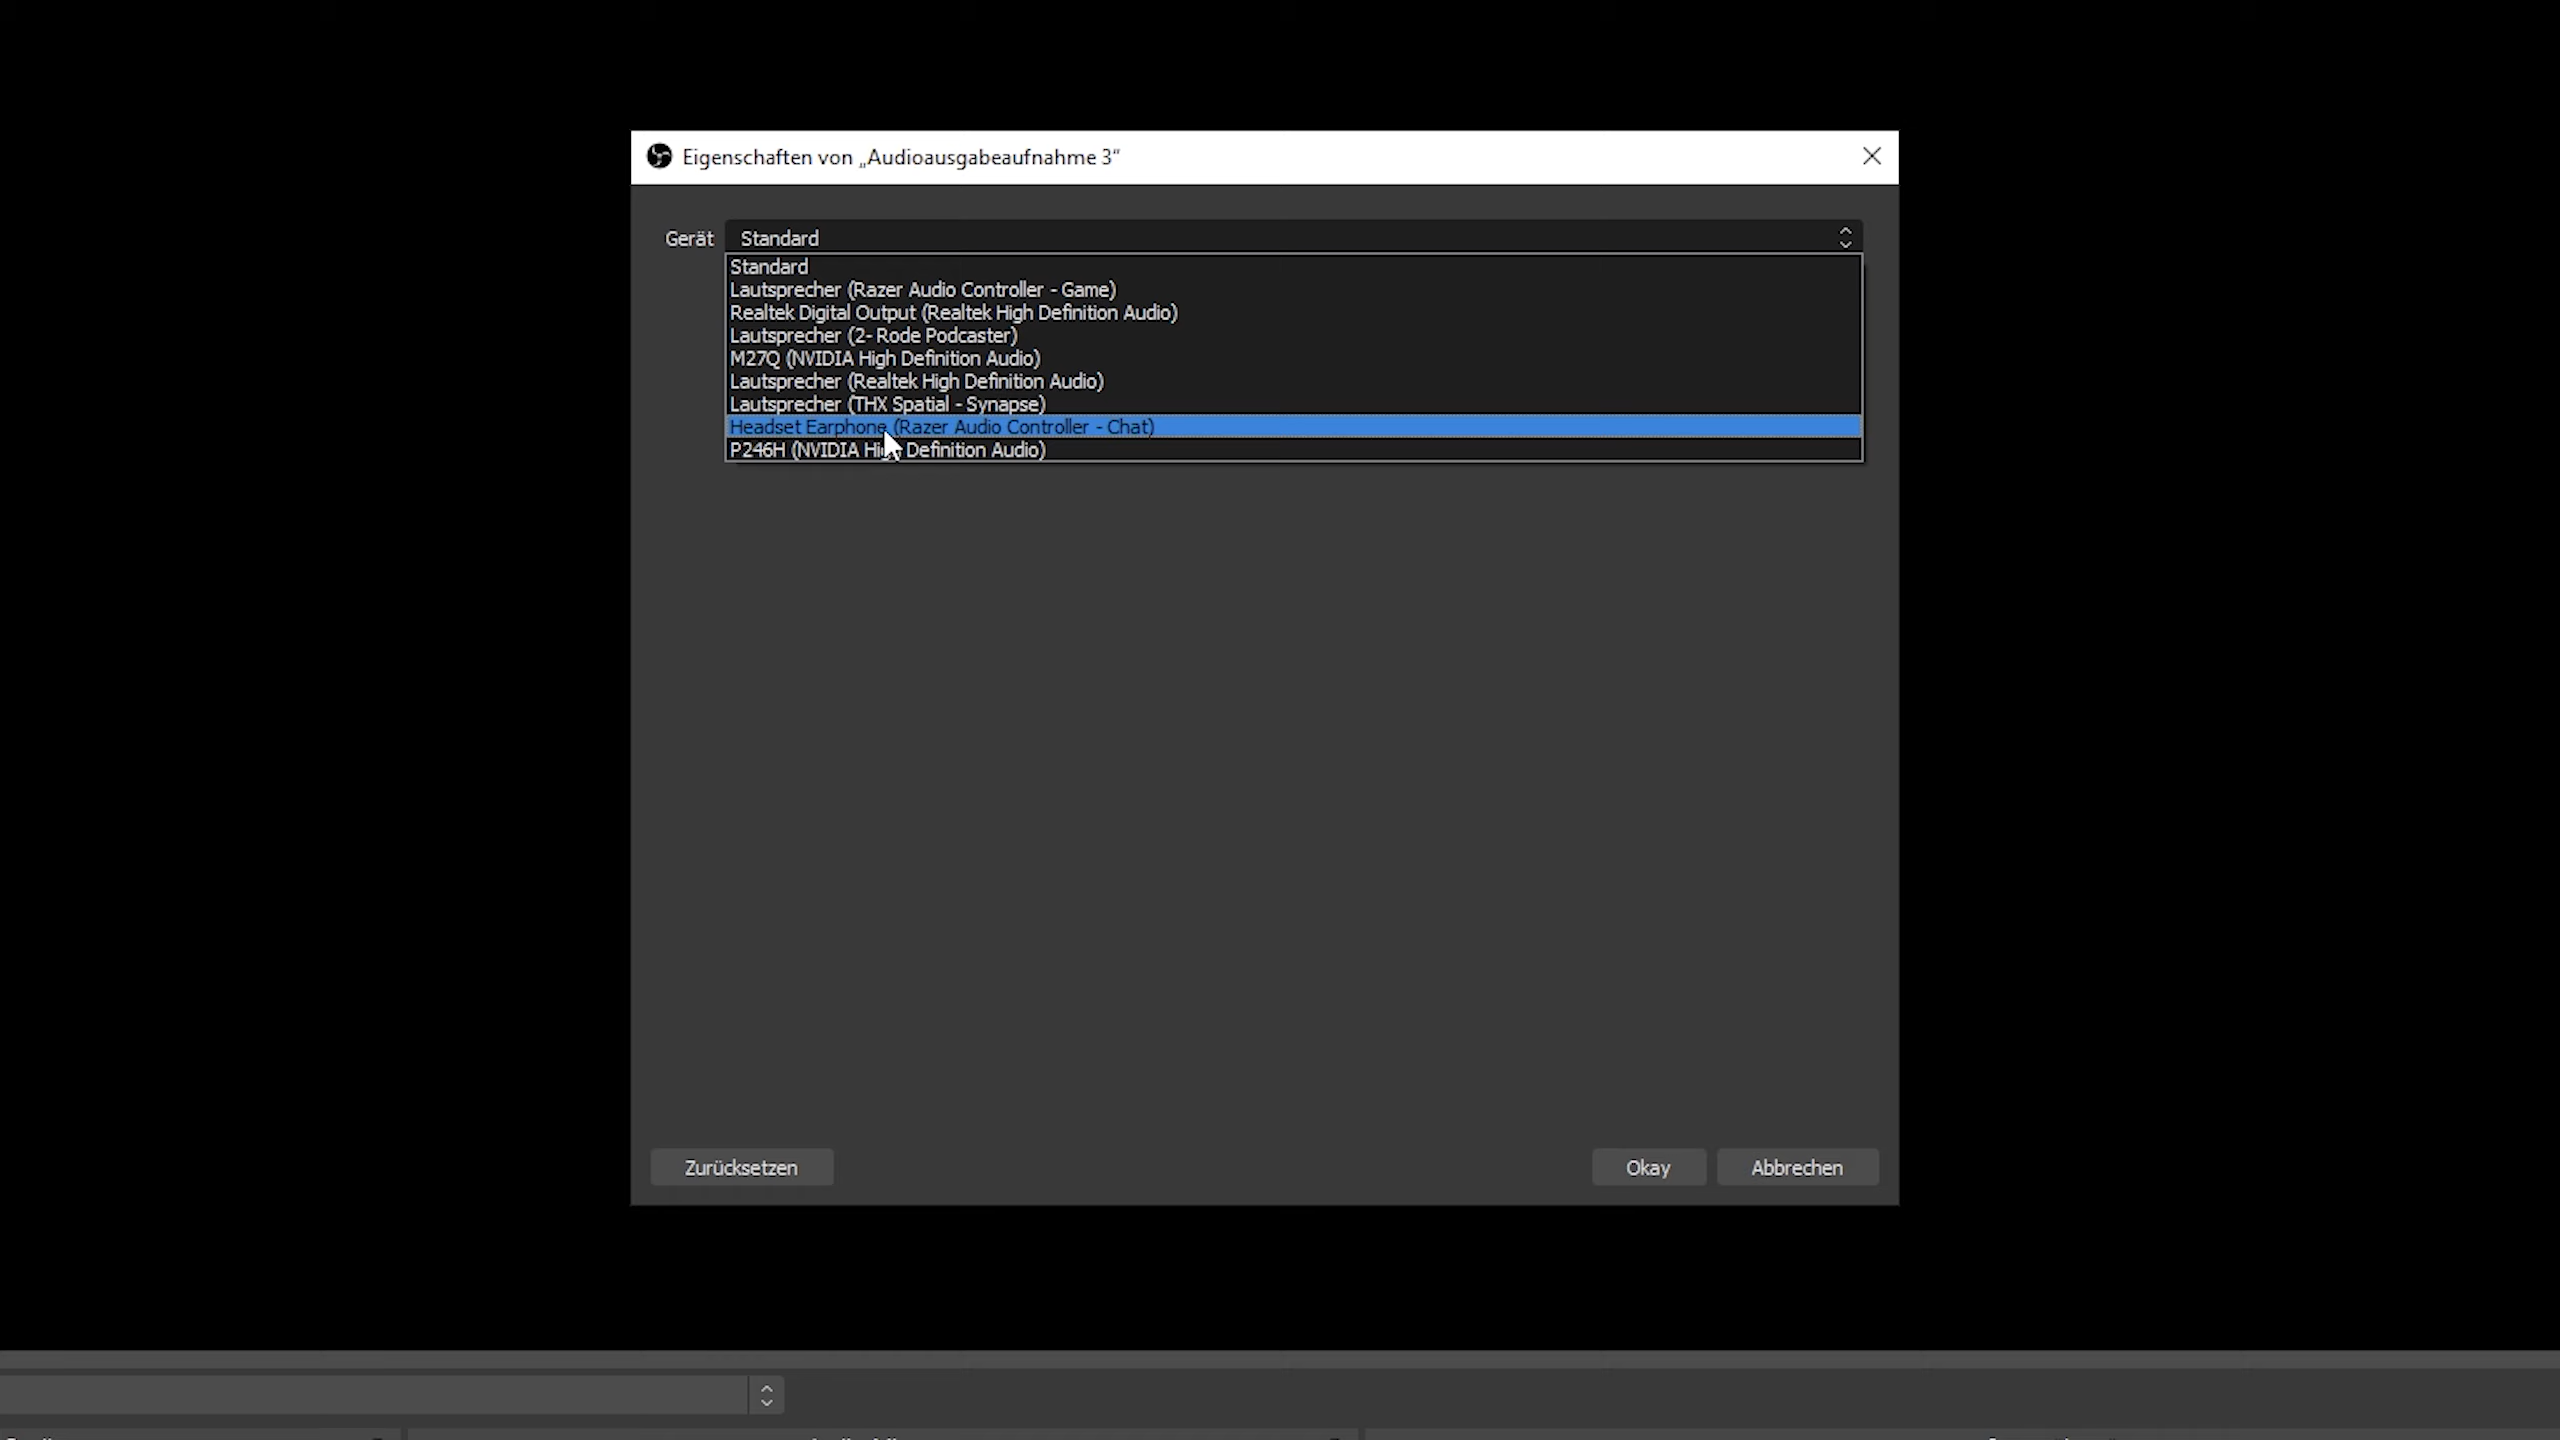 Eigenschaften von „Audioausgabeaufnahme 3“
Gerät Standard
Standard
Lautsprecher (Razer Audio Controller - Game)
Realtek Digital Output (Realtek High Definition Audio)
Lautsprecher (2- Rode Podcaster)
M27Q (NVIDIA High Definition Audio)
Lautsprecher (Realtek High Definition Audio)
Lautsprecher (THX Spatial - Synapse)
Headset Earphone (Razer Audio Controller - Chat)
P246H (NVIDIA High Definition Audio)
Zurücksetzen Okay Abbrechen